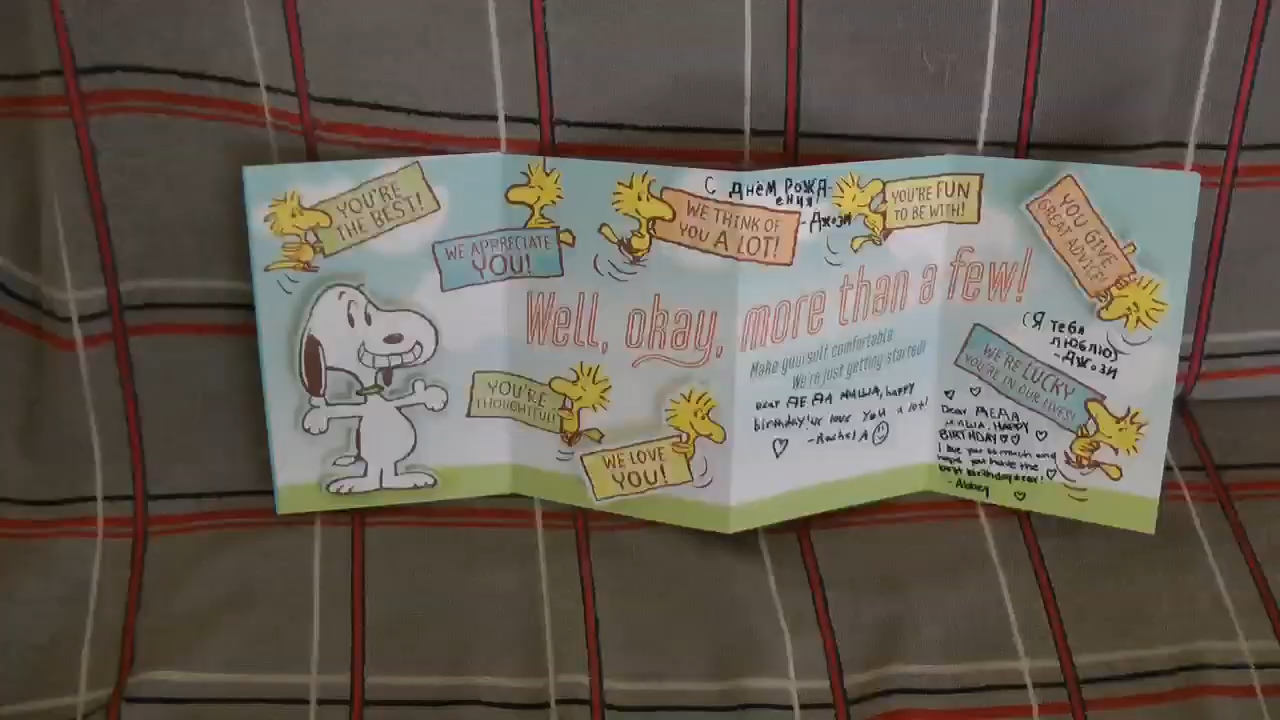 YOU'RE
THE BEST!
WE APPRECIATE
YOU!
WE THINK OF
YOU A LOT!
С ДнЁМ РОЖД-
ения
- Джози
YOU'RE FUN
TO BE WITH!
YOU GIVE
GREAT ADVICE!
Well, okay, more than a few!
Make yourself comfortable.
We're just getting started!
YOU'RE
THOUGHTFUL!
WE LOVE
YOU!
Dear ДЕДА МИША, happy
birthday! We love you a lot!
- Rachel A
(Я тебя
люблю)
- Джози
WE'RE LUCKY
YOU'RE IN OUR LIVES!
Dear ДЕДА
МИША, HAPPY
BIRTHDAY
I love you so much and
hope you have the
best birthday ever!
- Abbey